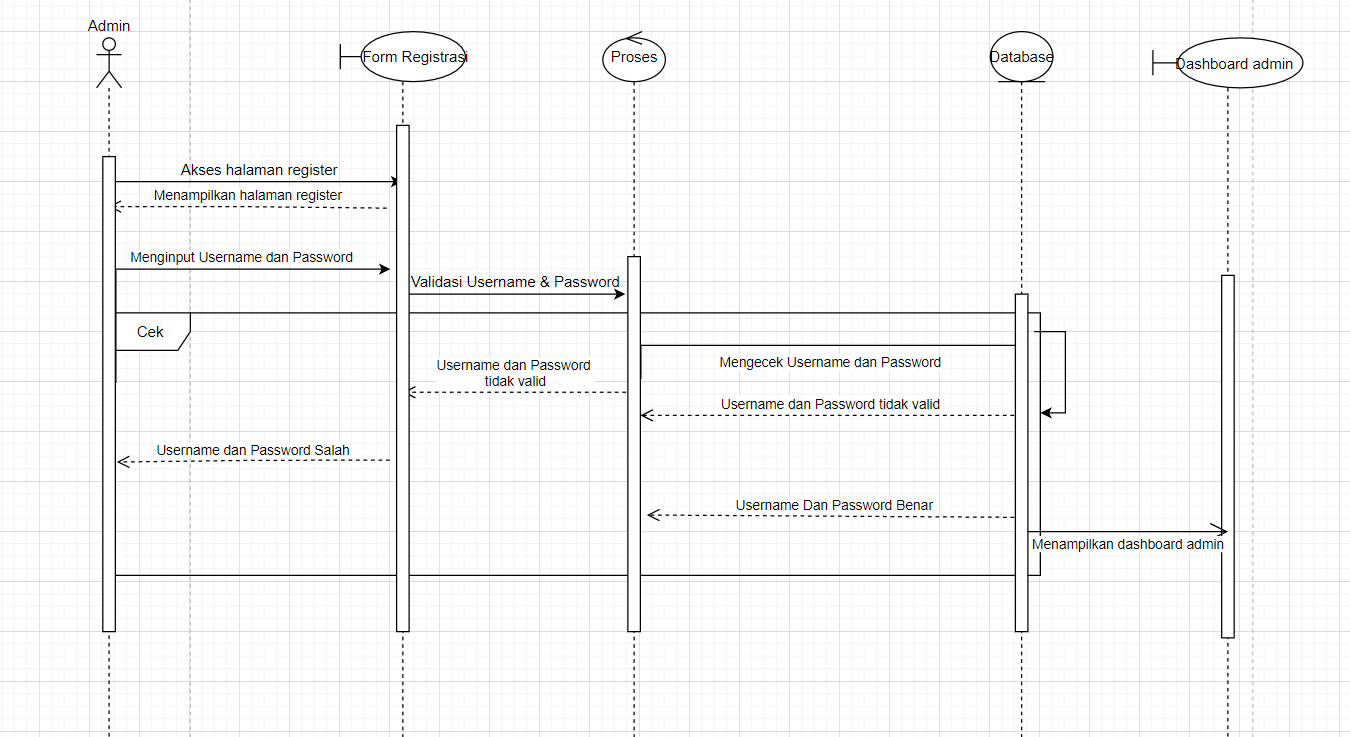 Admin
Form Registrasi
Proses
Database
Dashboard admin
Akses halaman register
Menampilkan halaman register
Menginput Username dan Password
Validasi Username & Password
Cek
Mengecek Username dan Password
Username dan Password
tidak valid
Username dan Password tidak valid
Username dan Password Salah
Username Dan Password Benar
Menampilkan dashboard admin